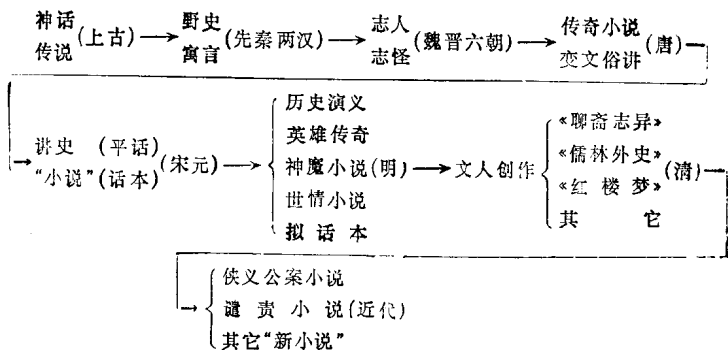 神话 野史 志人 传奇小说
(上古) (先秦两汉) (魏晋六朝) (唐)
传说 寓言 志怪 变文俗讲
历史演义
讲史 (平话) 英雄传奇 《聊斋志异》
(宋元) 神魔小说(明) 文人创作 《儒林外史》 (清)
“小说”(话本) 世情小说 《红楼梦》
拟话本 其它
侠义公案小说
谴责小说(近代)
其它“新小说”